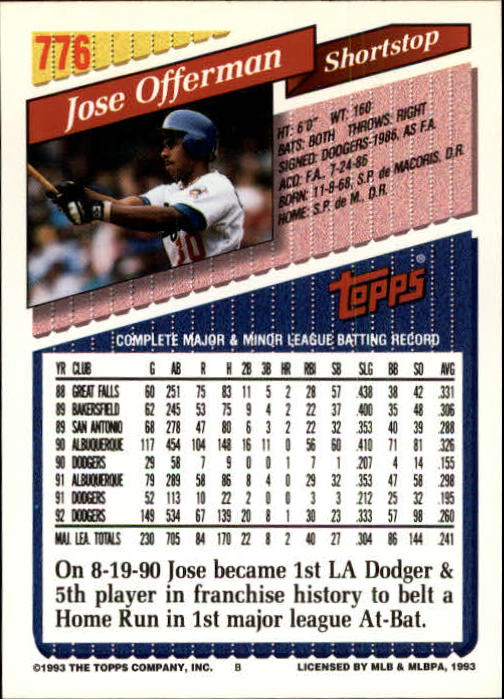 776
Jose Offerman
Shortstop
HT: 6'0" WT: 160
BATS: BOTH THROWS: RIGHT
SIGNED: DODGERS-1986, AS F.A.
ACQ: F.A., 7-24-86
BORN: 11-8-68, S.P. de MACORIS, D.R.
HOME: S.P. de M., D.R.
10
Topps®
COMPLETE MAJOR & MINOR LEAGUE BATTING RECORD
YR CLUB G AB R H 2B 3B HR RBI SB SLG BB SO AVG
88 GREAT FALLS 60 251 75 83 11 5 2 28 57 .438 38 42 .331
89 BAKERSFIELD 62 245 53 75 9 4 2 22 37 .400 35 48 .306
89 SAN ANTONIO 68 278 47 80 6 3 2 22 32 .353 40 39 .288
90 ALBUQUERQUE 117 454 104 148 16 11 0 56 60 .410 71 81 .326
90 DODGERS 29 58 7 9 0 0 1 7 1 .207 4 14 .155
91 ALBUQUERQUE 79 289 58 86 8 4 0 29 32 .353 47 58 .298
91 DODGERS 52 113 10 22 2 0 0 3 3 .212 25 32 .195
92 DODGERS 149 534 67 139 20 8 1 30 23 .333 57 98 .260
MAJ. LEA. TOTALS 230 705 84 170 22 8 2 40 27 .304 86 144 .241
On 8-19-90 Jose became 1st LA Dodger &
5th player in franchise history to belt a
Home Run in 1st major league At-Bat.
©1993 THE TOPPS COMPANY, INC. B LICENSED BY MLB & MLBPA, 1993